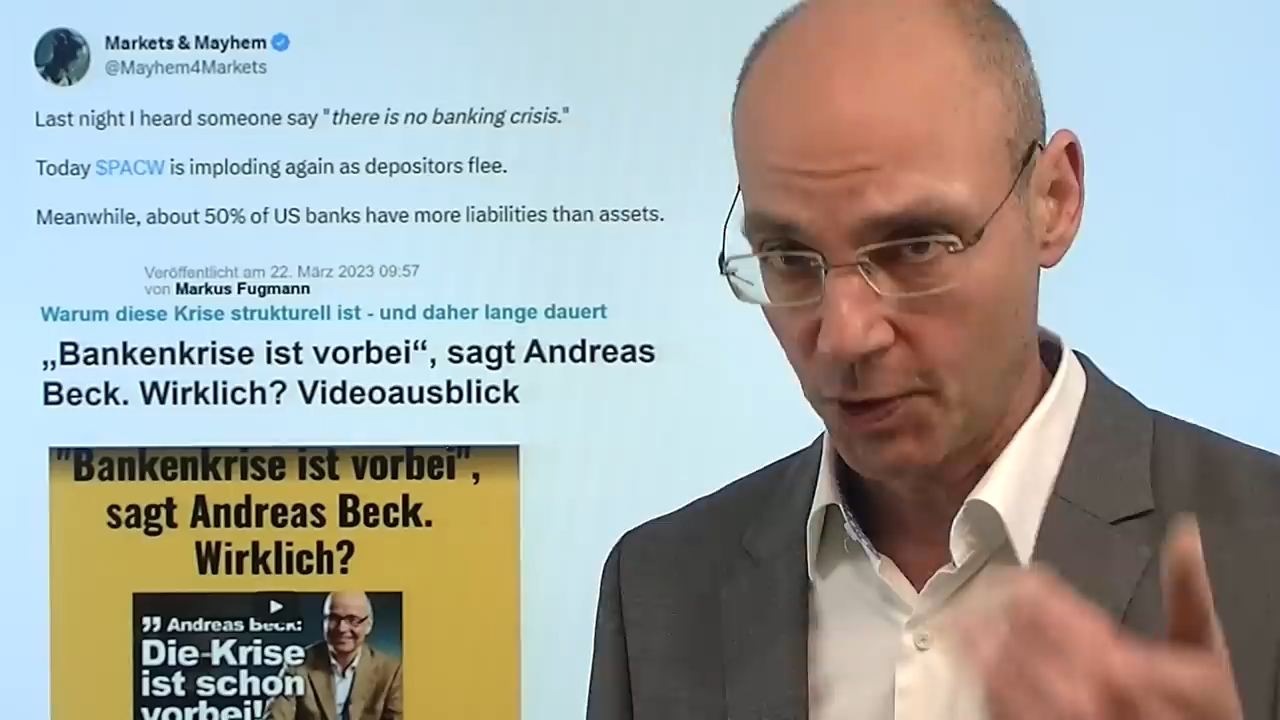 Markets & Mayhem
@Mayhem4Markets
Last night I heard someone say "there is no banking crisis."
Today $PACW is imploding again as depositors flee.
Meanwhile, about 50% of US banks have more liabilities than assets.
Veröffentlicht am 22. März 2023 09:57
von Markus Fugmann
Warum diese Krise strukturell ist - und daher lange dauert
„Bankenkrise ist vorbei“, sagt Andreas
Beck. Wirklich? Videoausblick
"Bankenkrise ist vorbei",
sagt Andreas Beck.
Wirklich?
” Andreas Beck:
Die Krise
ist schon
vorbei!